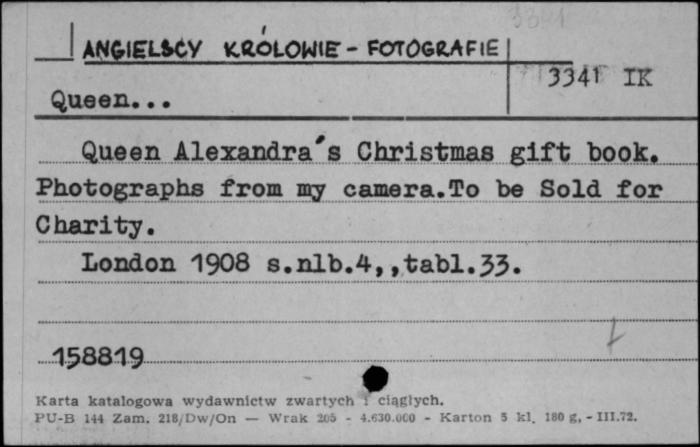 3341
ANGIELSCY KRÓLOWIE - FOTOGRAFIE
3341 IK
Queen...
Queen Alexandra´s Christmas gift book.
Photographs from my camera.To be Sold for
Charity.
London 1908 s.nlb.4,,tabl.33.
158819
Karta katalogowa wydawnictw zwartych i ciągłych.
PU-B 144 Zam. 218/Dw/On — Wrak 205 - 4.630.000 - Karton 5 kl. 180 g, - III.72.